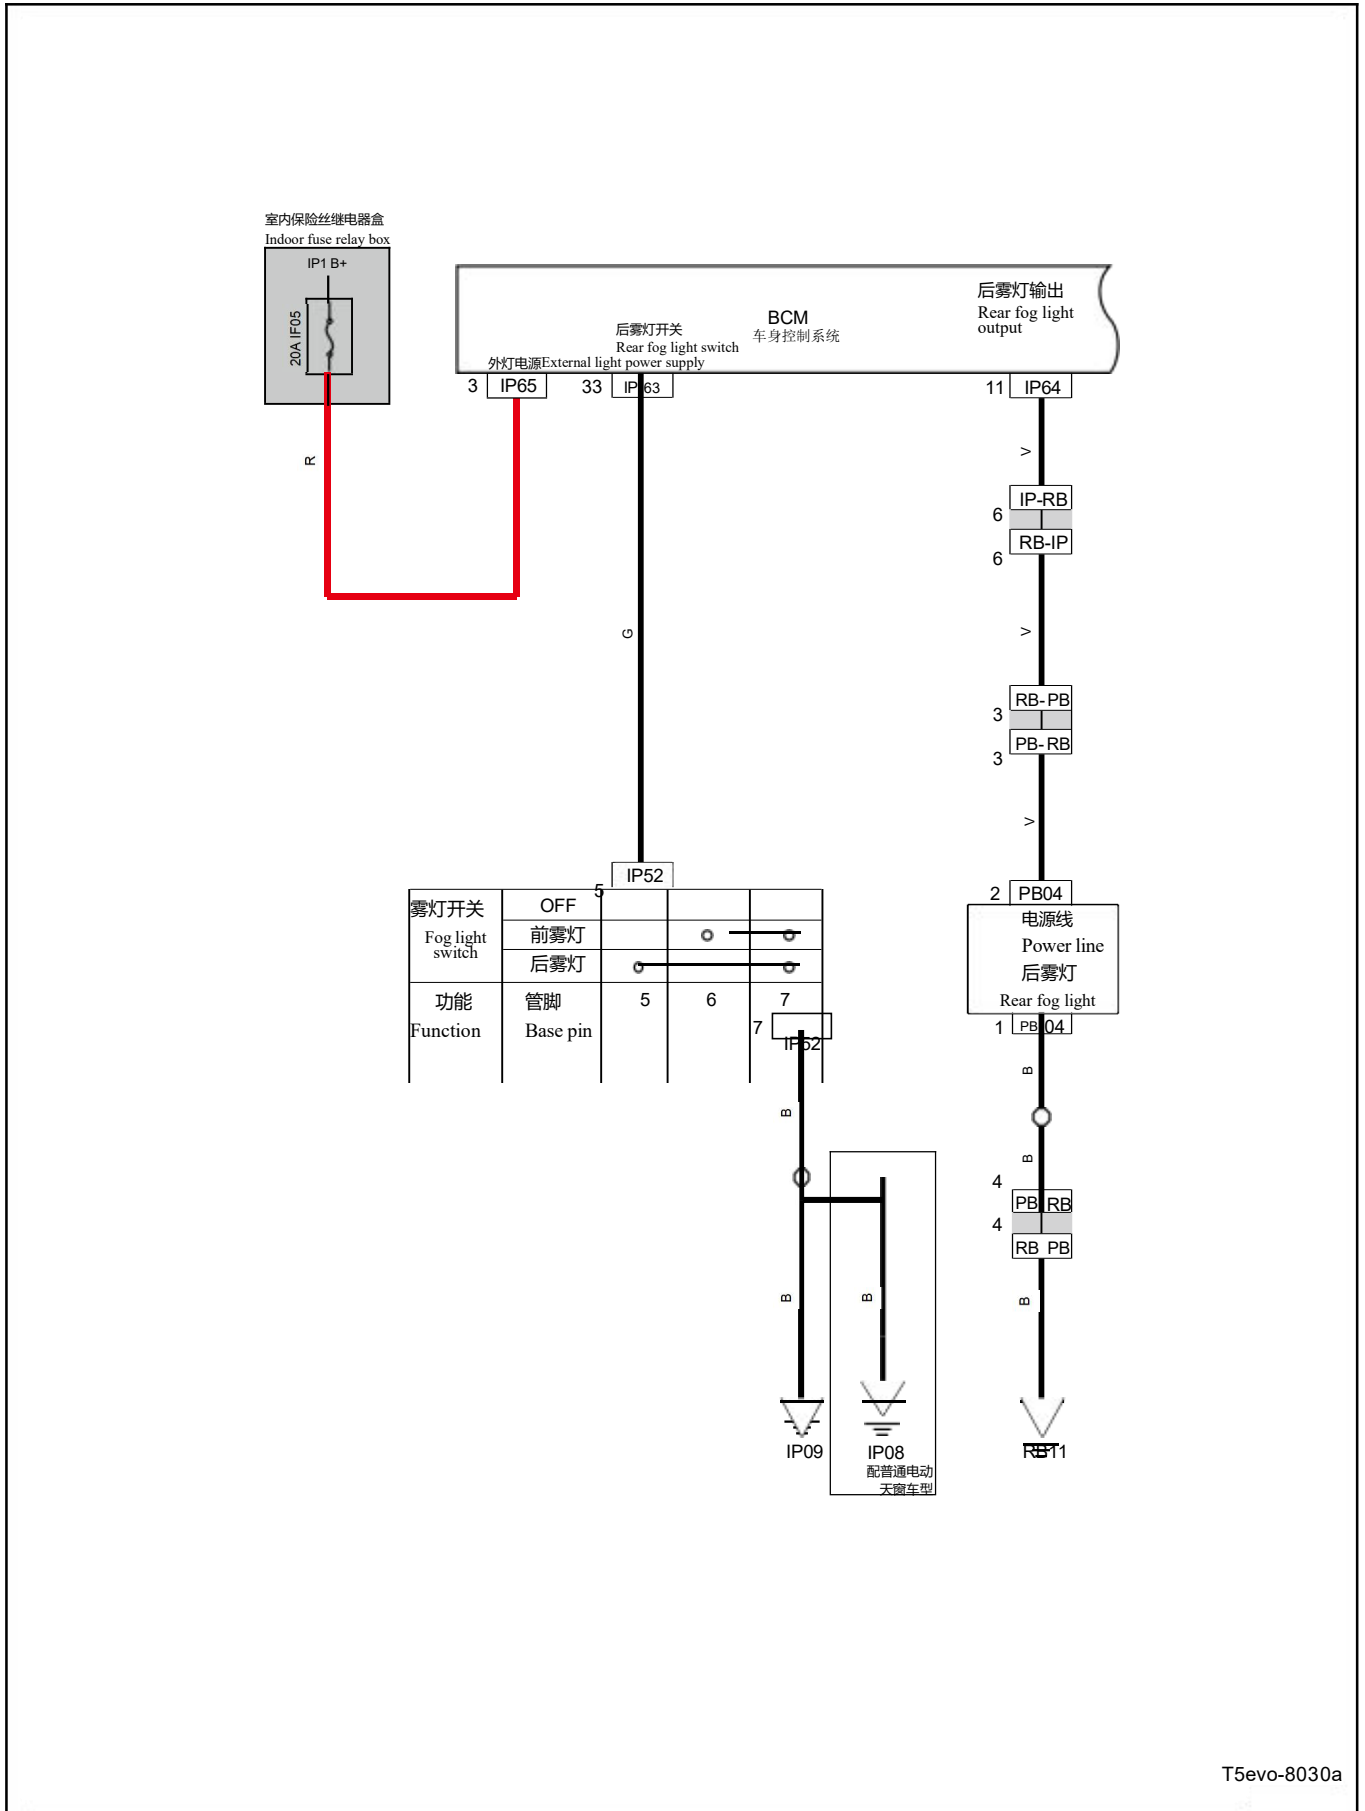 室内保险丝继电器盒
Indoor fuse relay box
IP1 B+
20A IF05
R
后雾灯输出
Rear fog light
output
BCM
车身控制系统
后雾灯开关
Rear fog light switch
外灯电源External light power supply
3 IP65
33 IP 63
11 IP64
V
IP-RB
6
RB-IP
6
G
V
RB-PB
3
PB-RB
3
V
5 IP52
2 PB04
电源线
Power line
后雾灯
Rear fog light
1 PB 04
雾灯开关
Fog light
switch
OFF
前雾灯
后雾灯
功能
Function
管脚
Base pin
5 6 7
7 IP52
B
B
B
4
PB RB
4
RB PB
B
B
B
IP09
IP08
配普通电动
天窗车型
RB11
T5evo-8030a